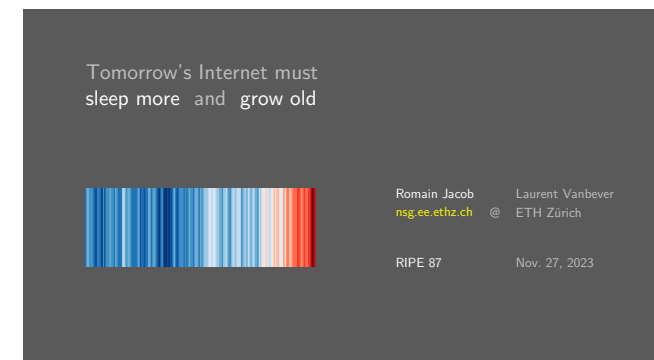 Tomorrow's Internet must
sleep more and grow old
Romain Jacob Laurent Vanbever
nsg.ee.ethz.ch @ ETH Zürich
RIPE 87 Nov. 27, 2023